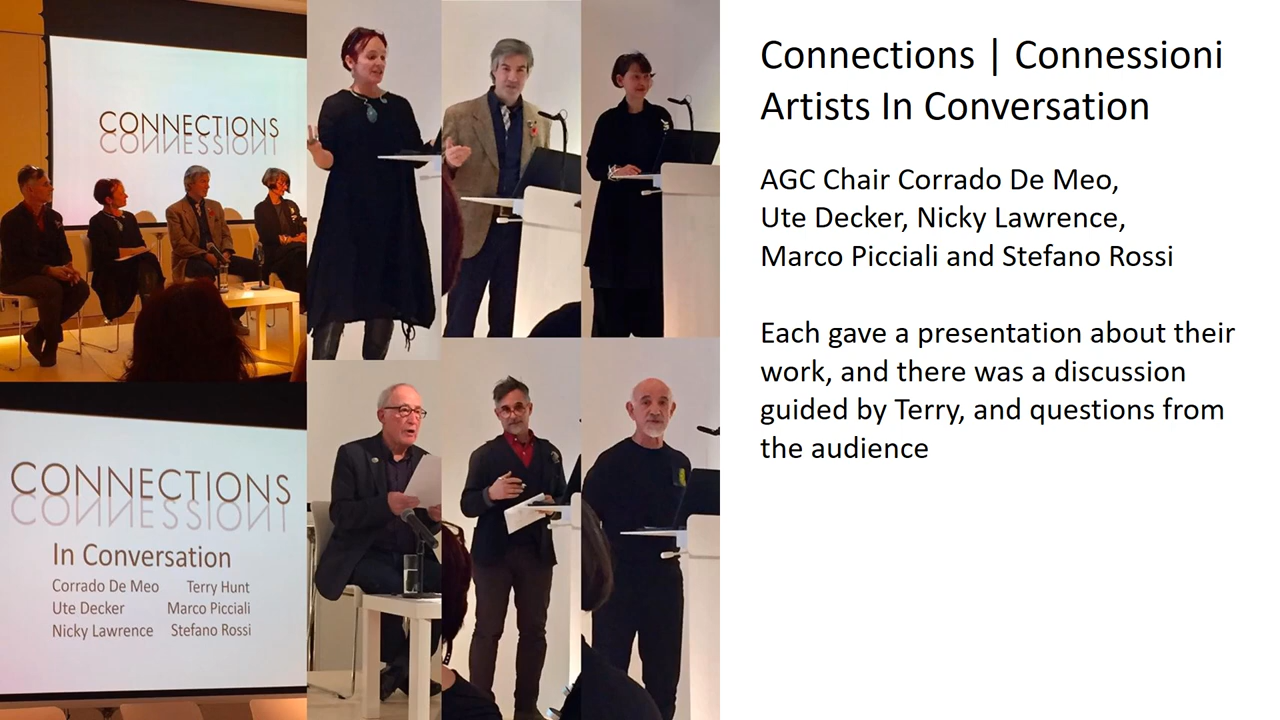 CONNECTIONS
CONNESSIONI
CONNECTIONS
CONNESSIONI
In Conversation
Corrado De Meo Terry Hunt
Ute Decker Marco Picciali
Nicky Lawrence Stefano Rossi
Connections | Connessioni
Artists In Conversation
AGC Chair Corrado De Meo,
Ute Decker, Nicky Lawrence,
Marco Picciali and Stefano Rossi
Each gave a presentation about their
work, and there was a discussion
guided by Terry, and questions from
the audience